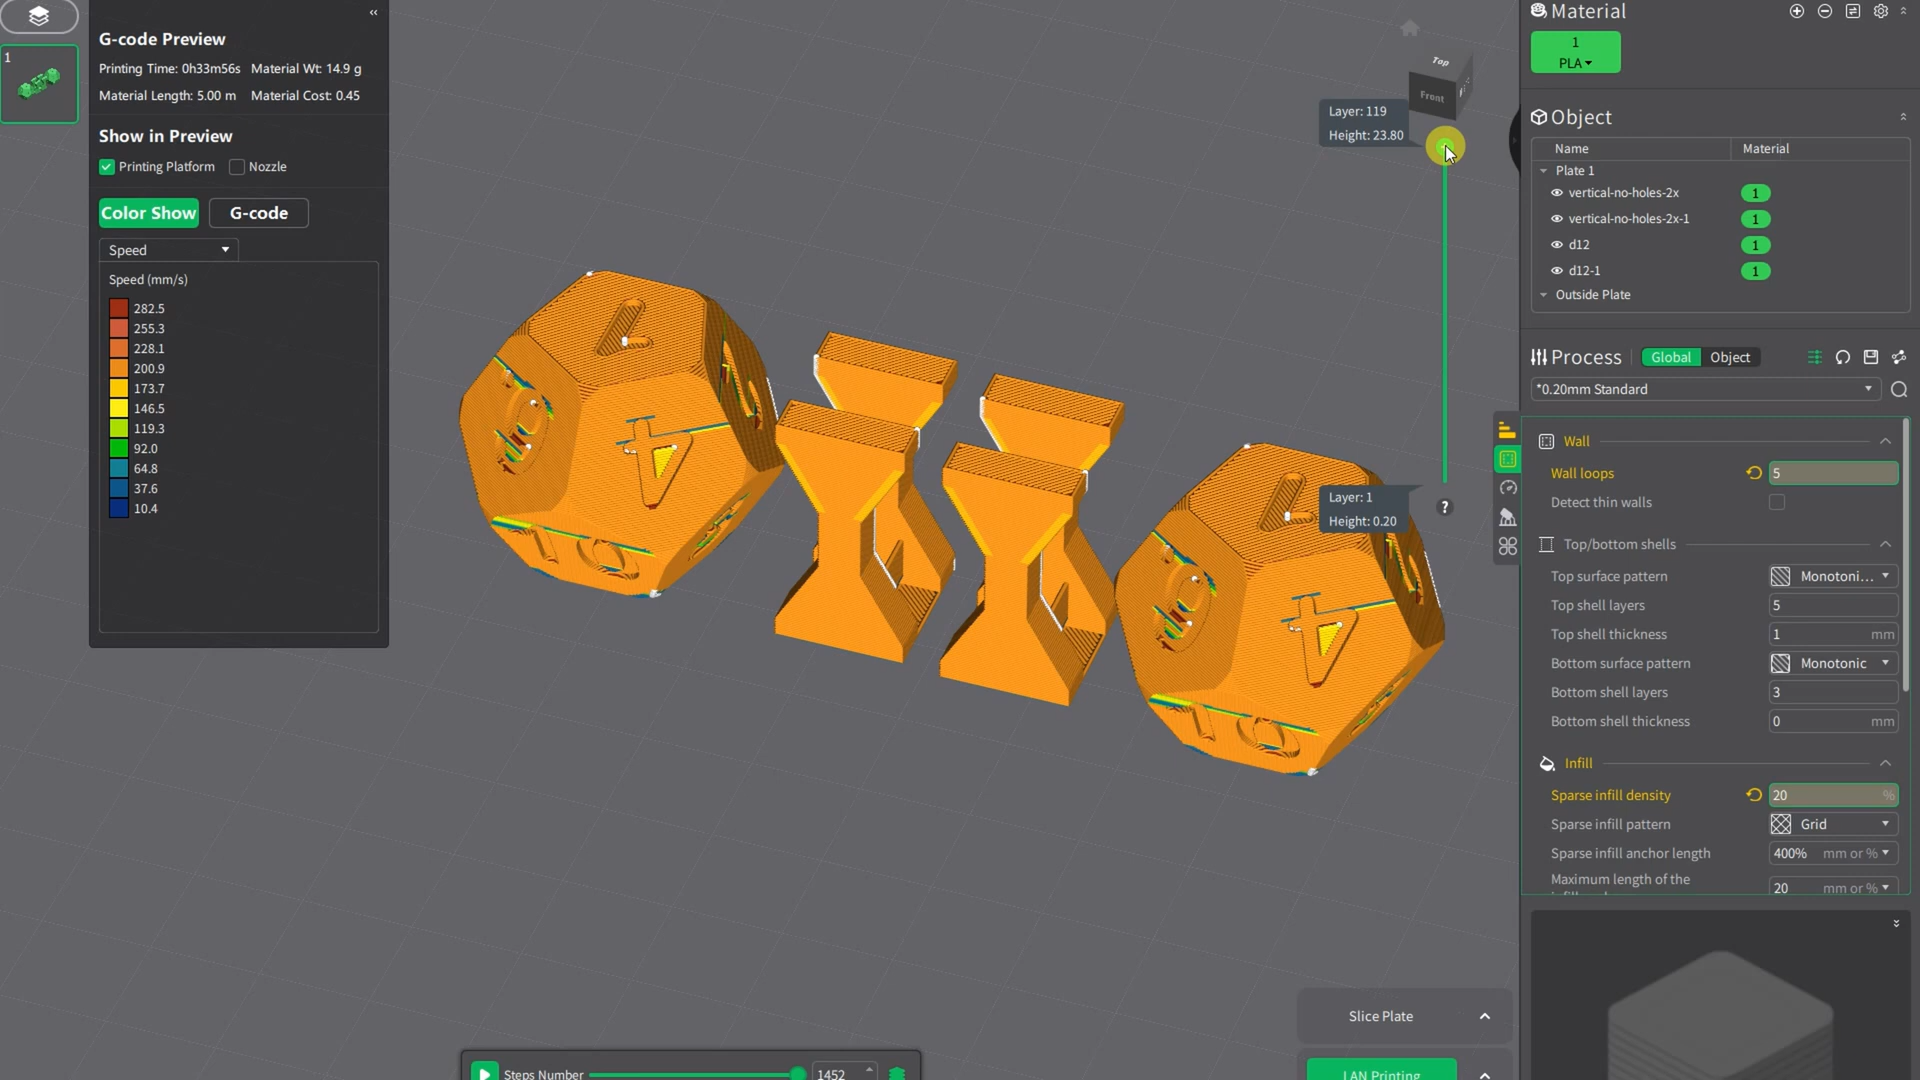 1
G-code Preview
Printing Time: 0h33m56s Material Wt: 14.9 g
Material Length: 5.00 m Material Cost: 0.45
Show in Preview
Printing Platform Nozzle
Color Show G-code
Speed
Speed (mm/s)
282.5
255.3
228.1
200.9
173.7
146.5
119.3
92.0
64.8
37.6
10.4
Top
Front
Layer: 119
Height: 23.80
Layer: 1
Height: 0.20
?
7
4
10
7
4
10
Steps Number 1452
Slice Plate
LAN Printing
Material
1
PLA
Object
Name Material
Plate 1
vertical-no-holes-2x 1
vertical-no-holes-2x-1 1
d12 1
d12-1 1
Outside Plate
Process Global Object
*0.20mm Standard
Wall
Wall loops 5
Detect thin walls
Top/bottom shells
Top surface pattern Monotoni...
Top shell layers 5
Top shell thickness 1 mm
Bottom surface pattern Monotonic
Bottom shell layers 3
Bottom shell thickness 0 mm
Infill
Sparse infill density 20 %
Sparse infill pattern Grid
Sparse infill anchor length 400% mm or %
Maximum length of the 20 mm or %